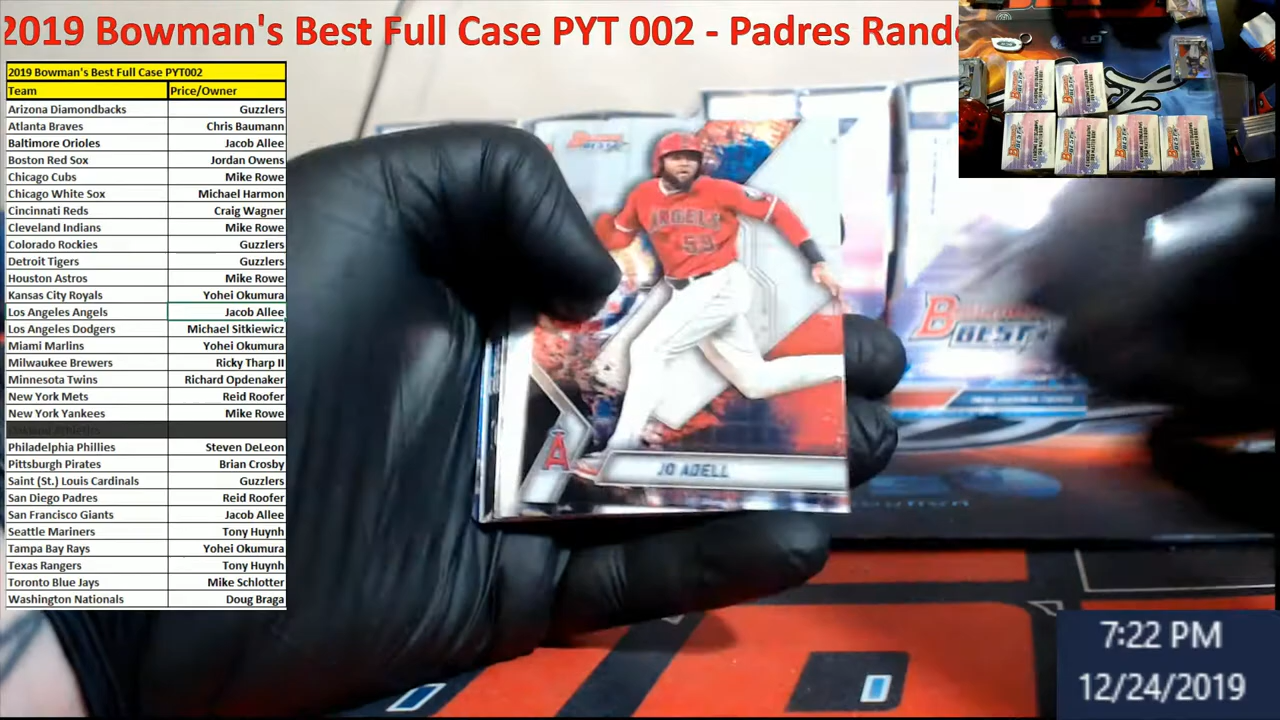 2019 Bowman's Best Full Case PYT 002 - Padres Rand
2019 Bowman's Best Full Case PYT002
Team Price/Owner
Arizona Diamondbacks Guzzlers
Atlanta Braves Chris Baumann
Baltimore Orioles Jacob Allee
Boston Red Sox Jordan Owens
Chicago Cubs Mike Rowe
Chicago White Sox Michael Harmon
Cincinnati Reds Craig Wagner
Cleveland Indians Mike Rowe
Colorado Rockies Guzzlers
Detroit Tigers Guzzlers
Houston Astros Mike Rowe
Kansas City Royals Yohei Okumura
Los Angeles Angels Jacob Allee
Los Angeles Dodgers Michael Sitkiewicz
Miami Marlins Yohei Okumura
Milwaukee Brewers Ricky Tharp II
Minnesota Twins Richard Opdenaker
New York Mets Reid Roofer
New York Yankees Mike Rowe
Philadelphia Phillies Steven DeLeon
Pittsburgh Pirates Brian Crosby
Saint (St.) Louis Cardinals Guzzlers
San Diego Padres Reid Roofer
San Francisco Giants Jacob Allee
Seattle Mariners Tony Huynh
Tampa Bay Rays Yohei Okumura
Texas Rangers Tony Huynh
Toronto Blue Jays Mike Schlotter
Washington Nationals Doug Braga
Bowman
BEST
ANGELS
59
A
JO ADELL
Bowman
BEST
7:22 PM
12/24/2019